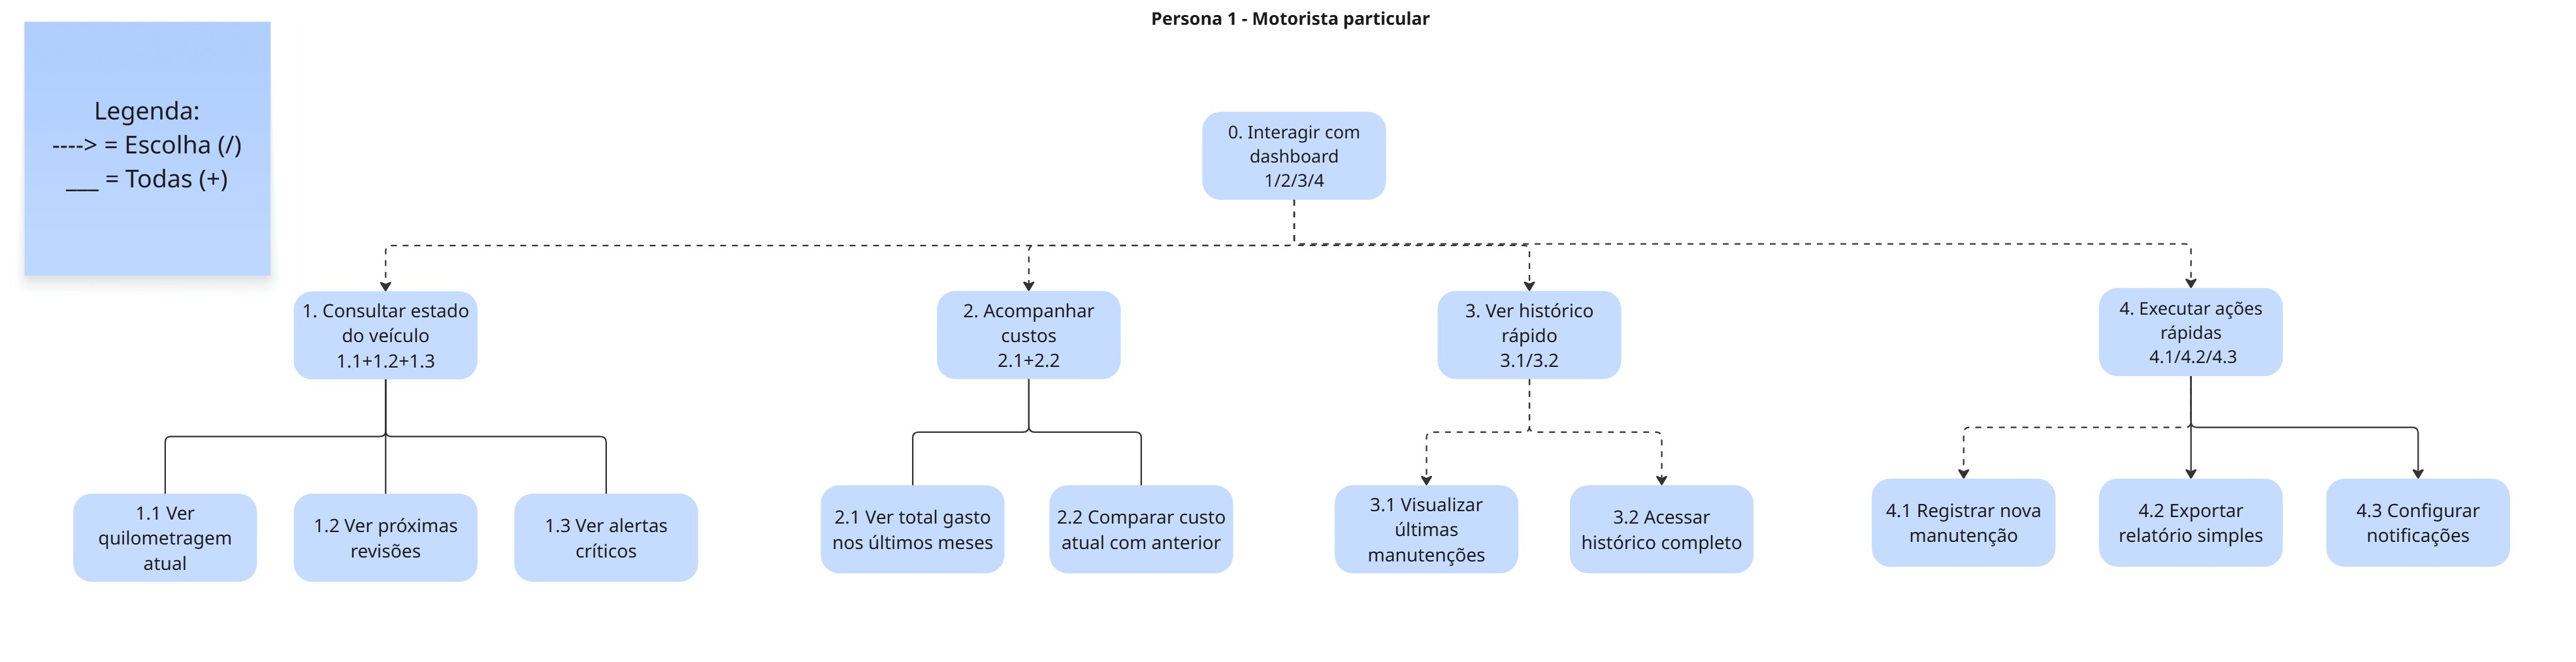 Persona 1 - Motorista particular
Legenda:
----> = Escolha (/)
___ = Todas (+)
0. Interagir com
dashboard
1/2/3/4
1. Consultar estado
do veículo
1.1+1.2+1.3
2. Acompanhar
custos
2.1+2.2
3. Ver histórico
rápido
3.1/3.2
4. Executar ações
rápidas
4.1/4.2/4.3
1.1 Ver
quilometragem
atual
1.2 Ver próximas
revisões
1.3 Ver alertas
críticos
2.1 Ver total gasto
nos últimos meses
2.2 Comparar custo
atual com anterior
3.1 Visualizar
últimas
manutenções
3.2 Acessar
histórico completo
4.1 Registrar nova
manutenção
4.2 Exportar
relatório simples
4.3 Configurar
notificações